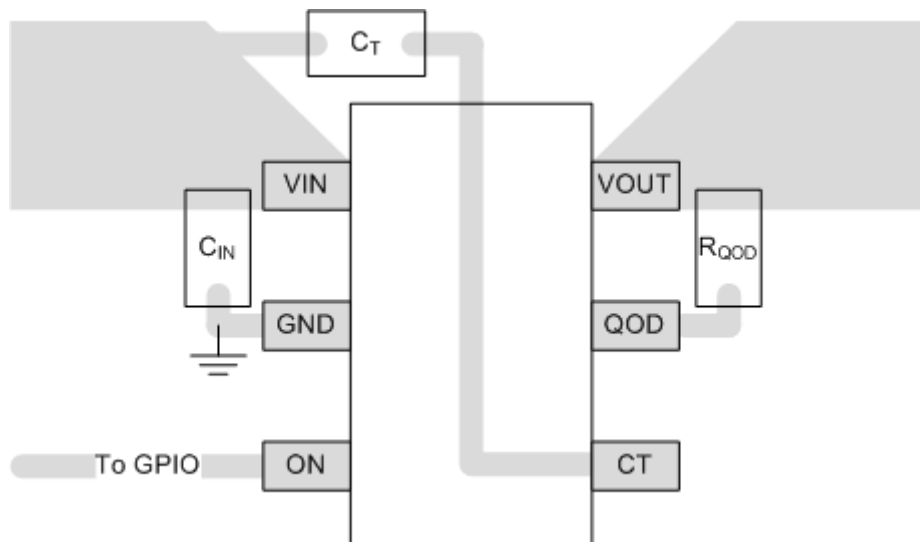 CT
VIN
VOUT
CIN
RQOD
GND
QOD
To GPIO
ON
CT